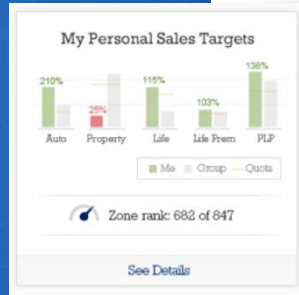 My Personal Sales Targets
210% 25% 115% 103% 138%
Auto Property Life Life Prem PLP
Me Group Quota
Zone rank: 682 of 847
See Details